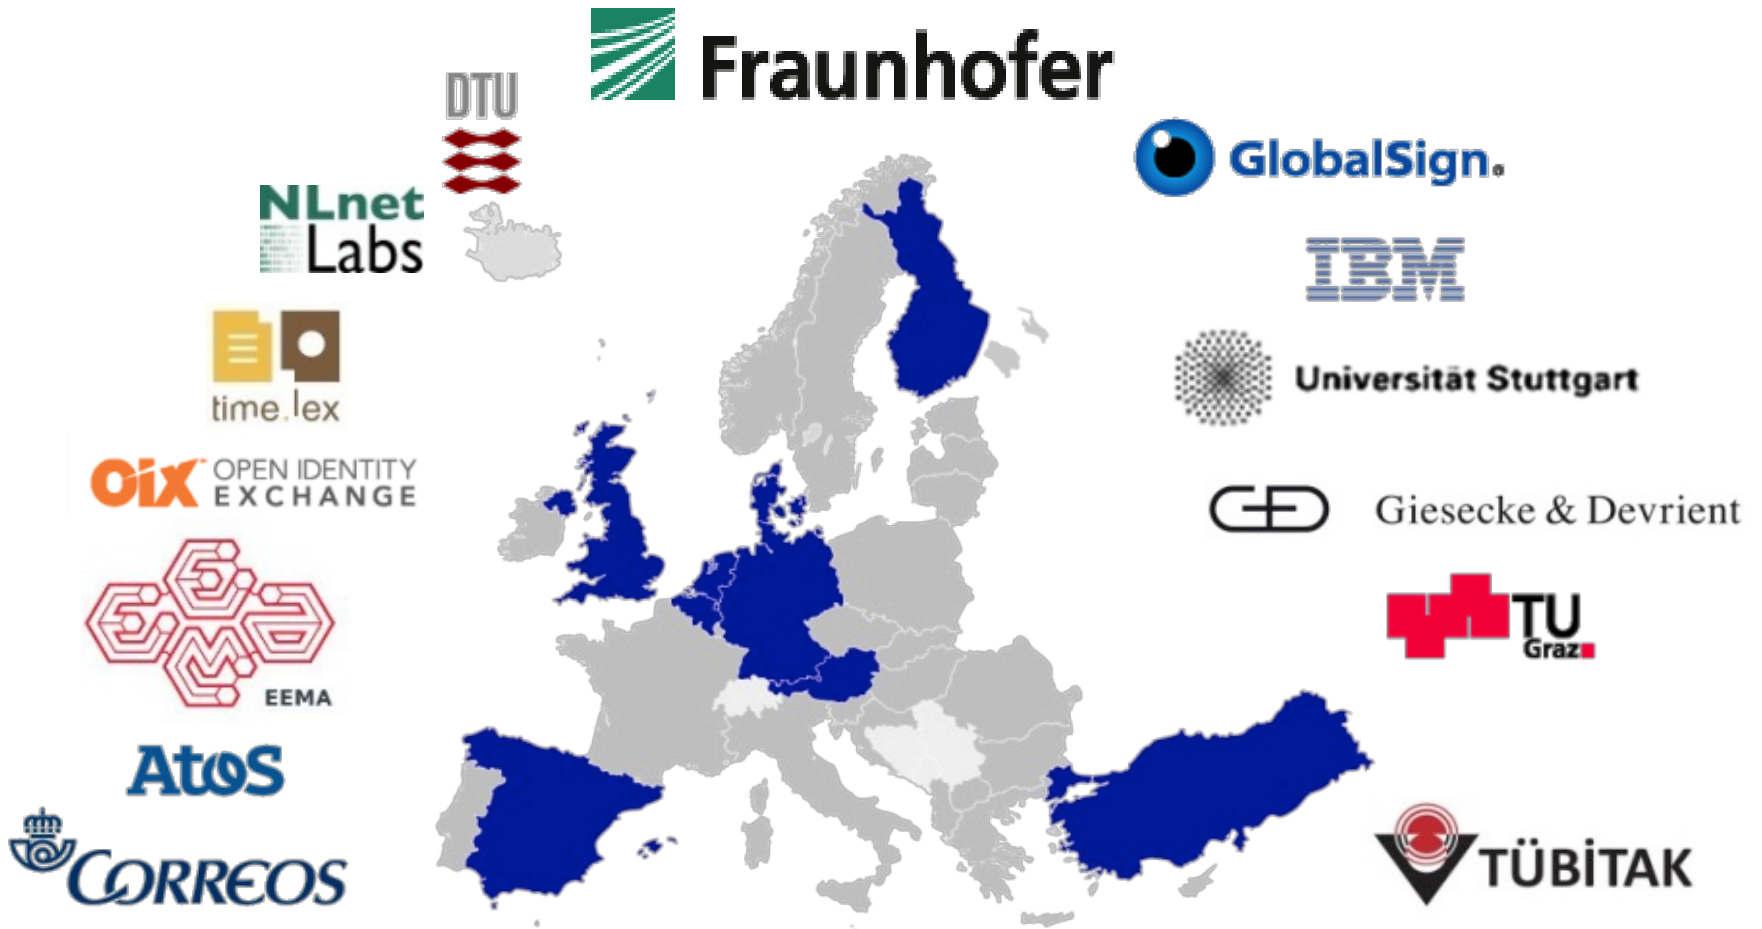 Fraunhofer
DTU
GlobalSign.
NLnet
Labs
IBM
time.lex
Universität Stuttgart
OIX OPEN IDENTITY
EXCHANGE
Giesecke & Devrient
EEMA
EEMA
TU
Graz
Atos
CORREOS
TÜBİTAK